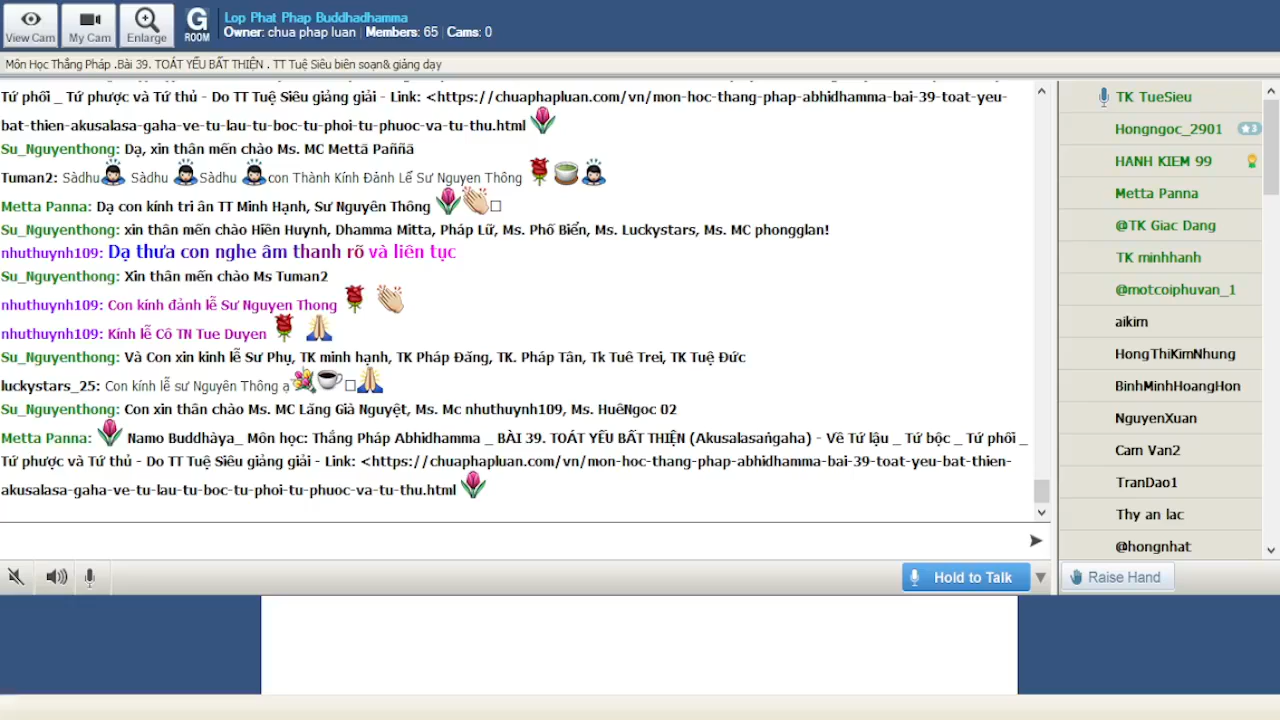 Lop Phat Phap Buddhadhamma
View Cam My Cam Enlarge G ROOM Owner: chua phap luan | Members: 65 | Cams: 0
Môn Học Thắng Pháp .Bài 39. TOÁT YẾU BẤT THIỆN . TT Tuệ Siêu biên soạn& giảng dạy
Tứ phối _ Tứ phược và Tứ thủ - Do TT Tuệ Siêu giảng giải - Link: <https://chuaphapluan.com/vn/mon-hoc-thang-phap-abhidhamma-bai-39-toat-yeu-
bat-thien-akusalasa-gaha-ve-tu-lau-tu-boc-tu-phoi-tu-phuoc-va-tu-thu.html
Su_Nguyenthong: Dạ, xin thân mến chào Ms. MC Mettā Paññā
Tuman2: Sàdhu Sàdhu Sàdhu con Thành Kính Đảnh Lễ Sư Nguyen Thông
Metta Panna: Dạ con kính tri ân TT Minh Hạnh, Sư Nguyên Thông
Su_Nguyenthong: xin thân mến chào Hiền Huynh, Dhamma Mitta, Pháp Lữ, Ms. Phố Biển, Ms. Luckystars, Ms. MC phongglan!
nhuthuynh109: Dạ thưa con nghe âm thanh rõ và liên tục
Su_Nguyenthong: Xin thân mến chào Ms Tuman2
nhuthuynh109: Con kính đảnh lễ Sư Nguyen Thong
nhuthuynh109: Kính lễ Cô TN Tue Duyen
Su_Nguyenthong: Và Con xin kinh lễ Sư Phụ, TK minh hạnh, TK Pháp Đăng, TK. Pháp Tân, Tk Tuê Trei, TK Tuệ Đức
luckystars_25: Con kính lễ sư Nguyên Thông ạ
Su_Nguyenthong: Con xin thân chào Ms. MC Lăng Già Nguyệt, Ms. Mc nhuthuynh109, Ms. HuêNgoc 02
Metta Panna: Namo Buddhàya_ Môn học: Thắng Pháp Abhidhamma _ BÀI 39. TOÁT YẾU BẤT THIỆN (Akusalasaṅgaha) - Về Tứ lậu _ Tứ bộc _ Tứ phối _
Tứ phược và Tứ thủ - Do TT Tuệ Siêu giảng giải - Link: <https://chuaphapluan.com/vn/mon-hoc-thang-phap-abhidhamma-bai-39-toat-yeu-bat-thien-
akusalasa-gaha-ve-tu-lau-tu-boc-tu-phoi-tu-phuoc-va-tu-thu.html
Hold to Talk
TK TueSieu
Hongngoc_2901 3
HANH KIEM 99
Metta Panna
@TK Giac Dang
TK minhhanh
@motcoiphuvan_1
aikim
HongThiKimNhung
BinhMinhHoangHon
NguyenXuan
Cam Van2
TranDao1
Thy an lac
@hongnhat
Raise Hand